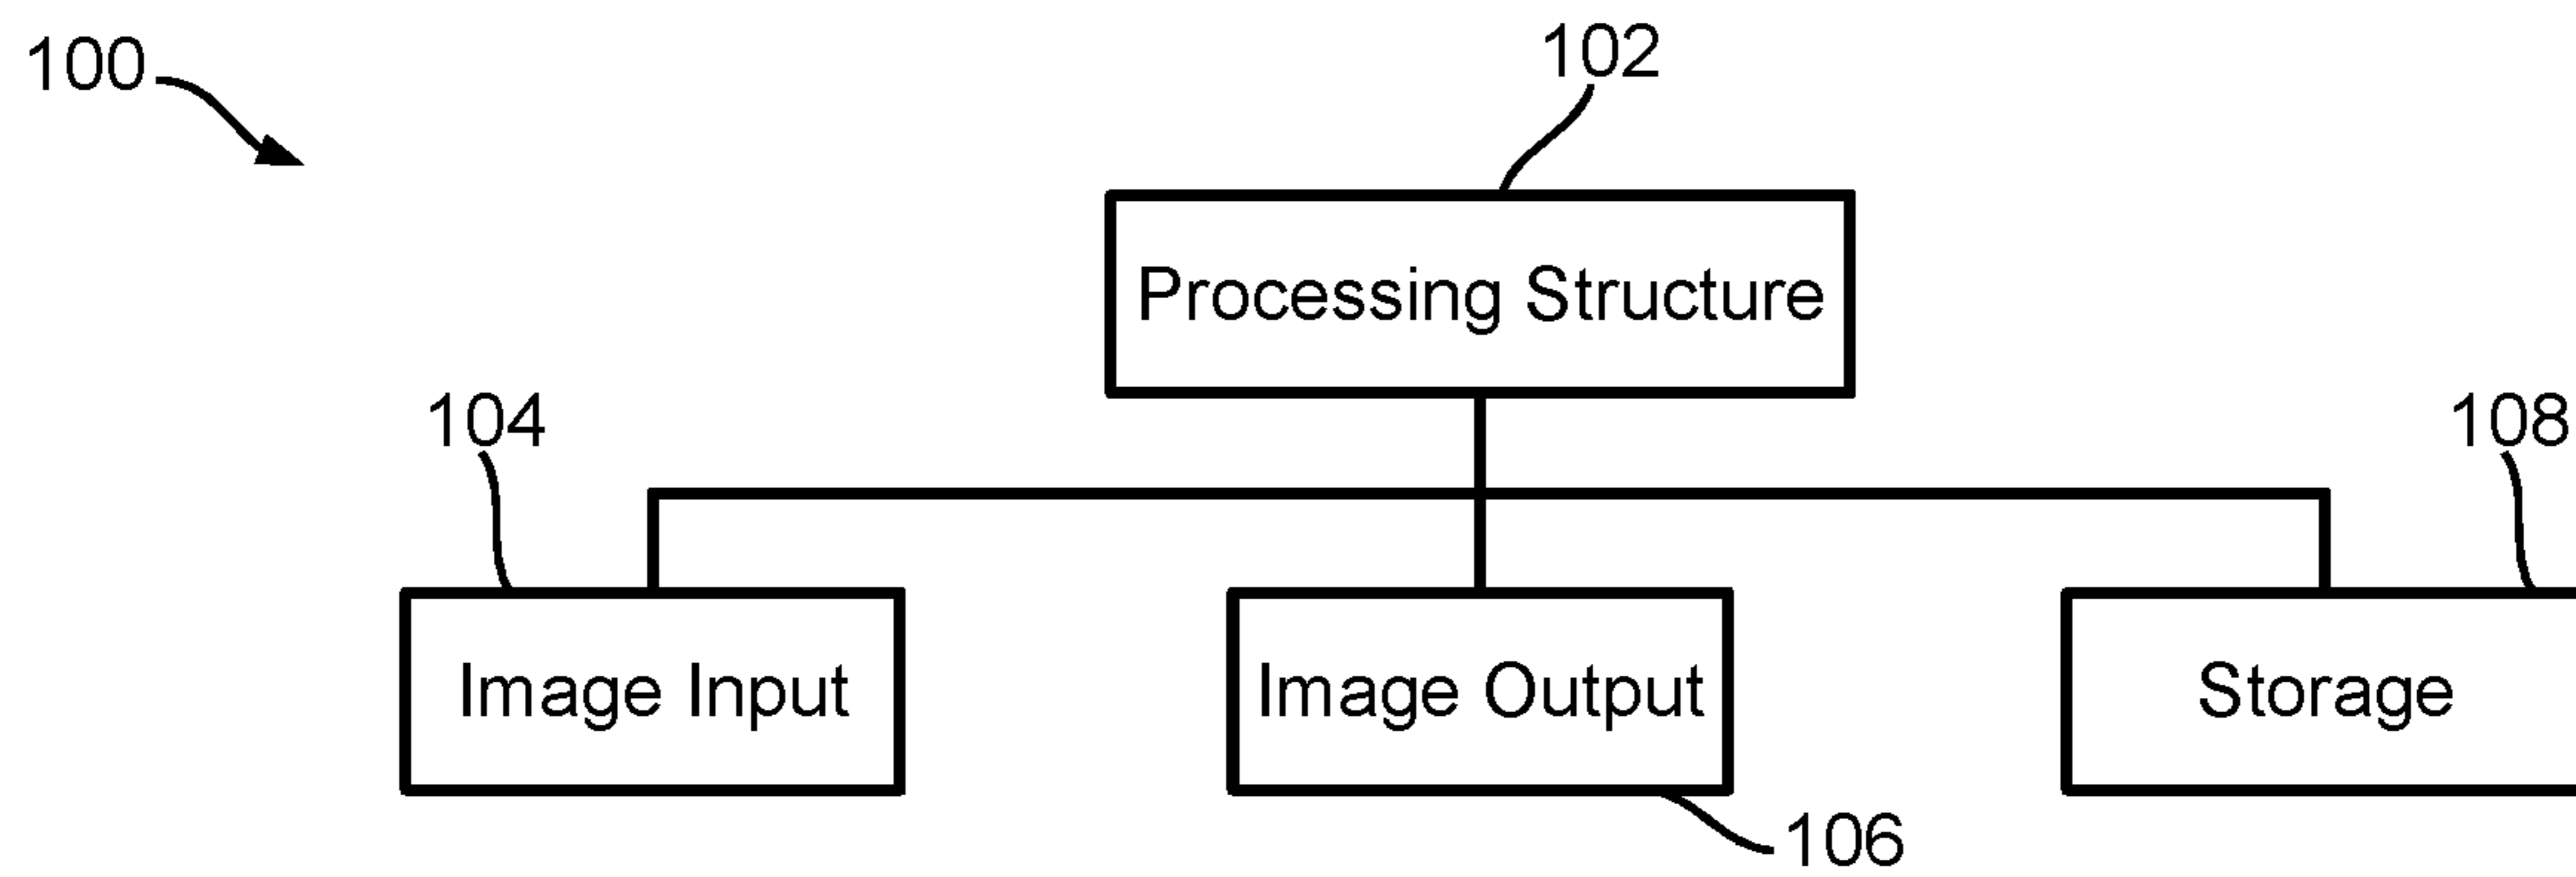 100
102
Processing Structure
104
108
Image Input
Image Output
Storage
106